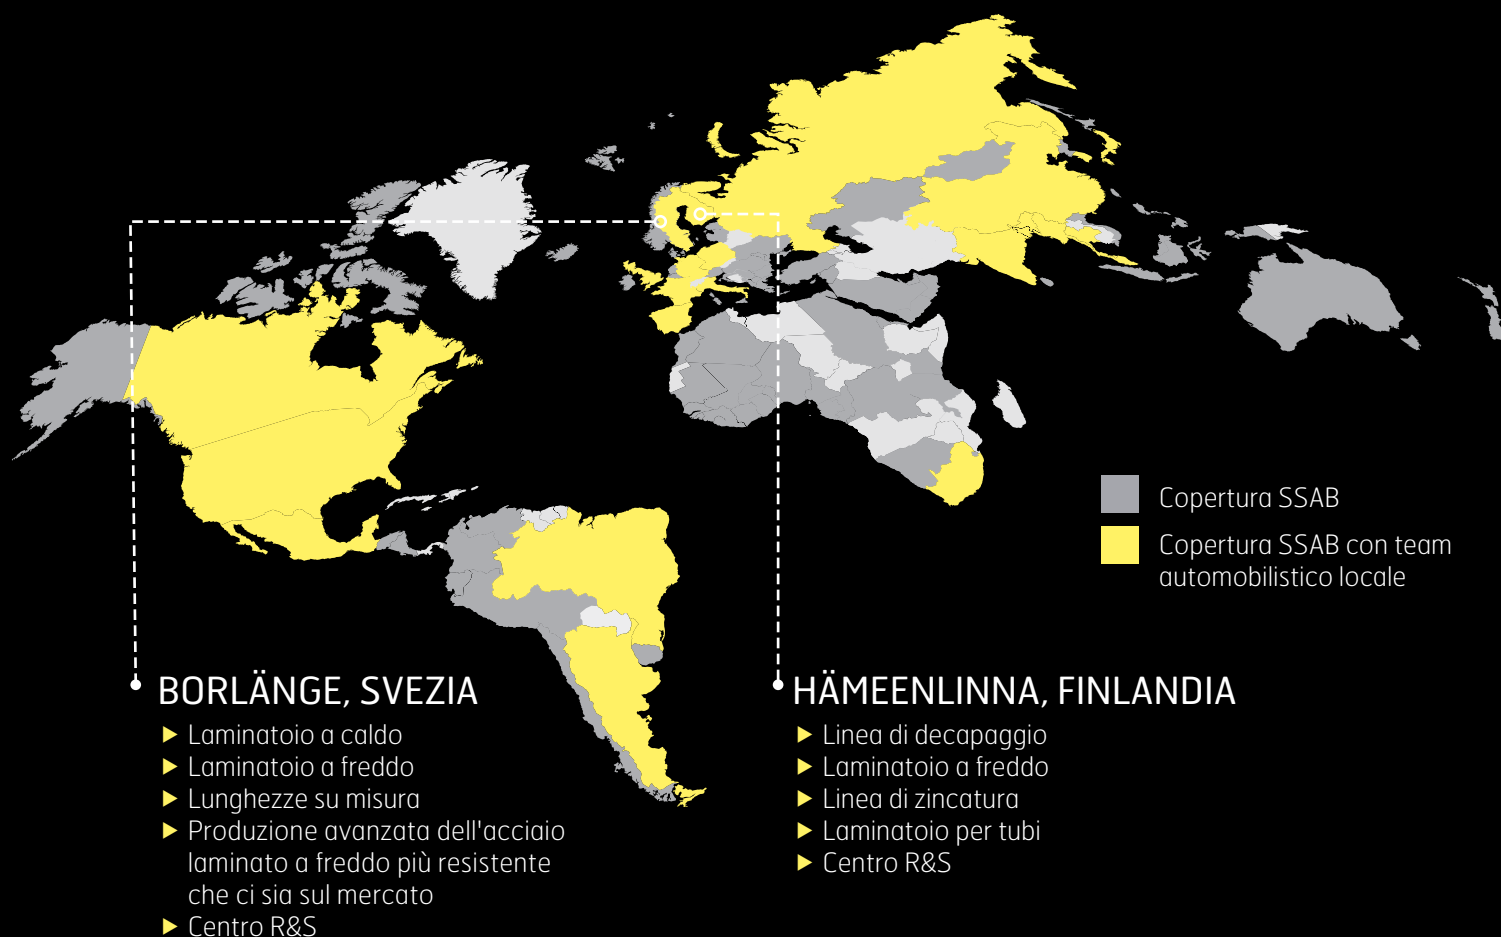 Copertura SSAB
Copertura SSAB con team
automobilistico locale
BORLÄNGE, SVEZIA
Laminatoio a caldo
Laminatoio a freddo
Lunghezze su misura
Produzione avanzata dell'acciaio
laminato a freddo più resistente
che ci sia sul mercato
Centro R&S
HÄMEENLINNA, FINLANDIA
Linea di decapaggio
Laminatoio a freddo
Linea di zincatura
Laminatoio per tubi
Centro R&S